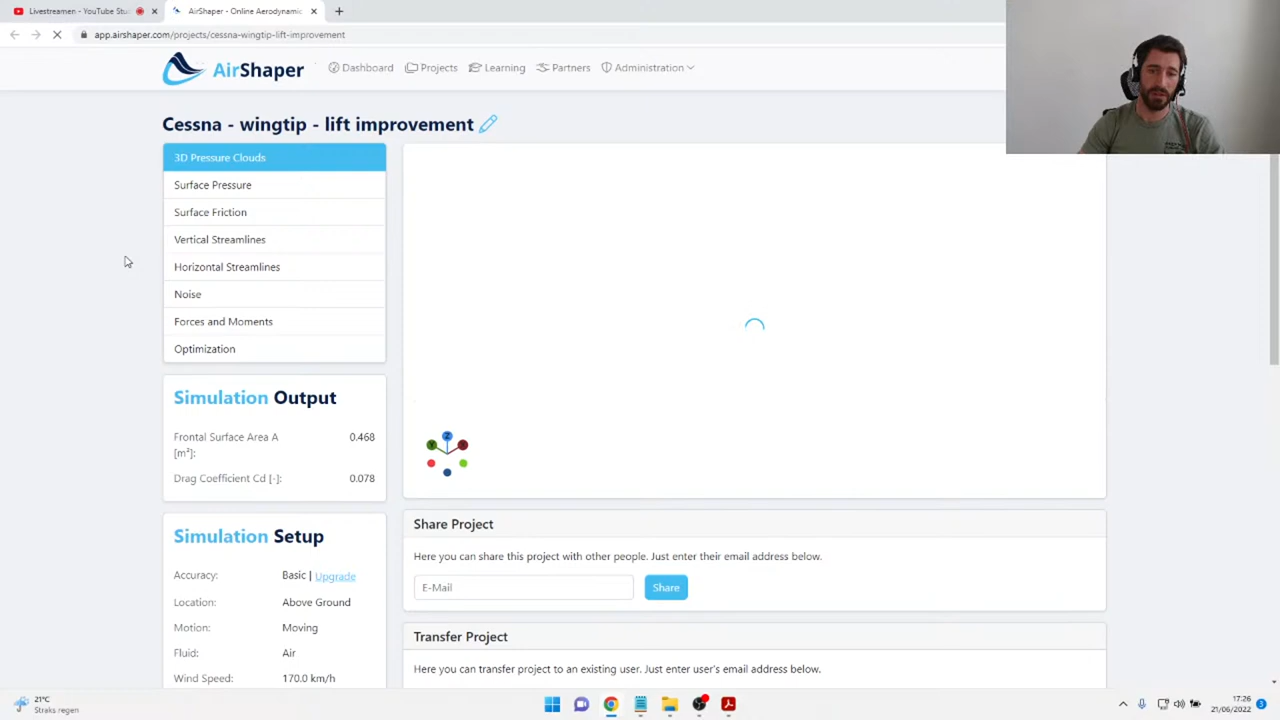 Livestreamen - YouTube Stu
AirShaper - Online Aerodynamic
app.airshaper.com/projects/cessna-wingtip-lift-improvement
AirShaper
Dashboard
Projects
Learning
Partners
Administration
Cessna - wingtip - lift improvement
3D Pressure Clouds
Surface Pressure
Surface Friction
Vertical Streamlines
Horizontal Streamlines
Noise
Forces and Moments
Optimization
Simulation Output
Frontal Surface Area A [m²]: 0.468
Drag Coefficient Cd [-]: 0.078
Simulation Setup
Accuracy: Basic | Upgrade
Location: Above Ground
Motion: Moving
Fluid: Air
Wind Speed: 170.0 km/h
Z
Y
Share Project
Here you can share this project with other people. Just enter their email address below.
E-Mail
Share
Transfer Project
Here you can transfer project to an existing user. Just enter user's email address below.
21°C
Straks regen
17:26
21/06/2022
3